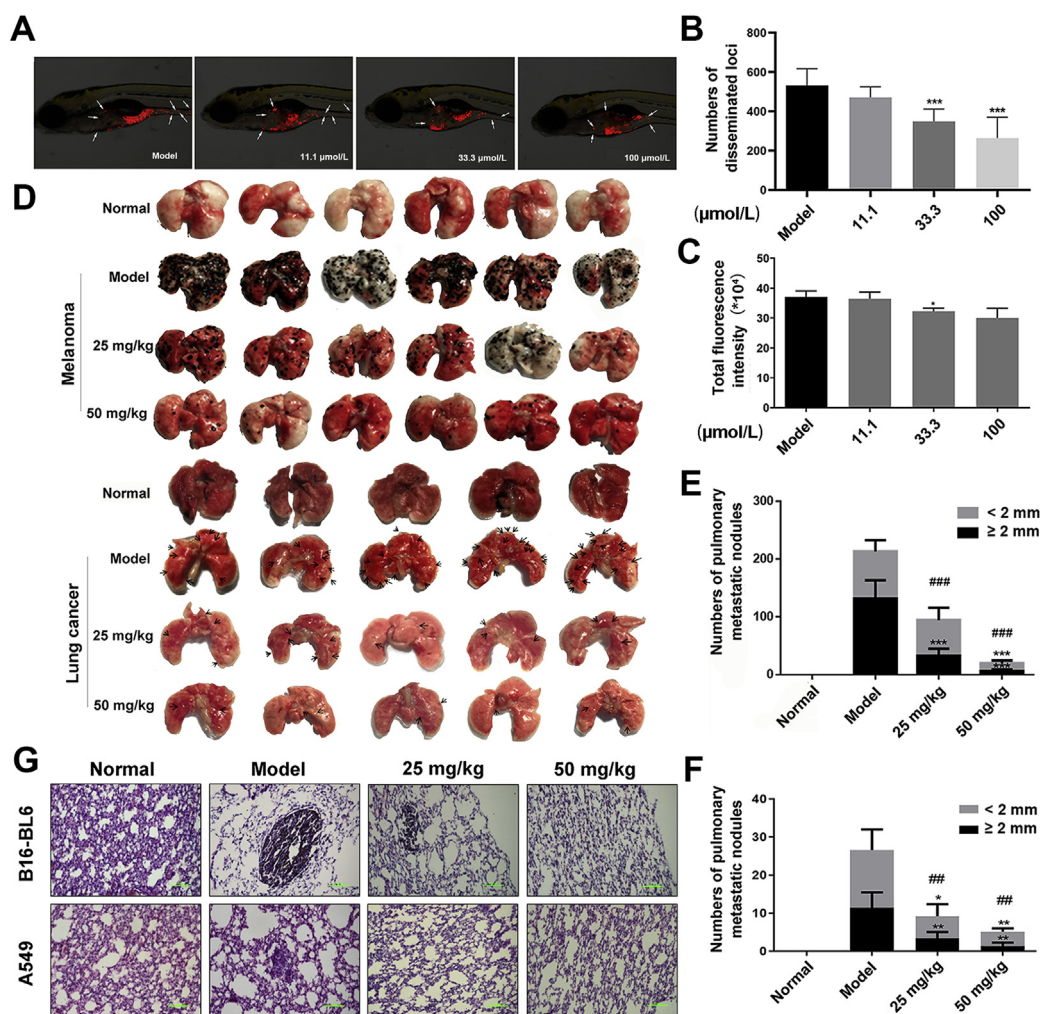 A
Model
11.1 μmol/L
33.3 μmol/L
100 μmol/L
B
Numbers of
disseminated loci
800
600
400
200
0
***
***
(μmol/L)
Model
11.1
33.3
100
C
Total fluorescence
intensity (*10⁴)
50
40
30
20
10
0
*
(μmol/L)
Model
11.1
33.3
100
D
Normal
Melanoma
Model
25 mg/kg
50 mg/kg
Normal
Lung cancer
Model
25 mg/kg
50 mg/kg
E
Numbers of pulmonary
metastatic nodules
300
200
100
0
< 2 mm
≥ 2 mm
###
***
###
***
***
Normal
Model
25 mg/kg
50 mg/kg
F
Numbers of pulmonary
metastatic nodules
40
30
20
10
0
< 2 mm
≥ 2 mm
##
*
**
##
**
**
Normal
Model
25 mg/kg
50 mg/kg
G
Normal
Model
25 mg/kg
50 mg/kg
B16-BL6
A549